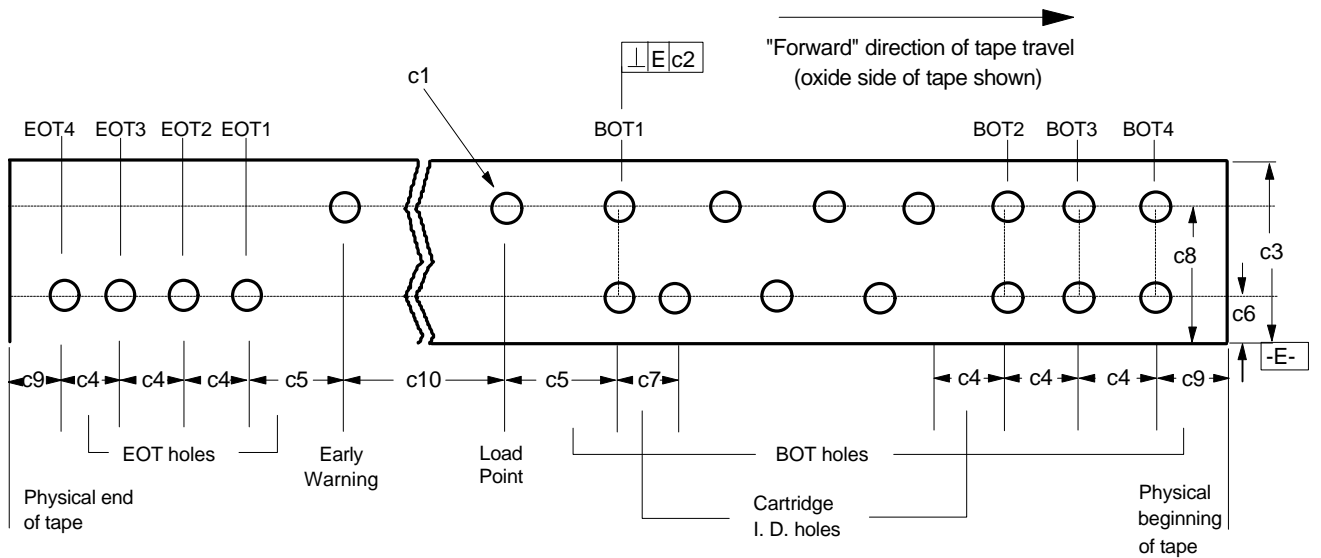 "Forward" direction of tape travel
(oxide side of tape shown)
⊥ E c2
c1
EOT4 EOT3 EOT2 EOT1 BOT1 BOT2 BOT3 BOT4
c8
c3
c6
-E-
c9 c4 c4 c4 c5 c10 c5 c7 c4 c4 c4 c9
EOT holes
Early
Warning
Load
Point
BOT holes
Physical end
of tape
Cartridge
I. D. holes
Physical
beginning
of tape